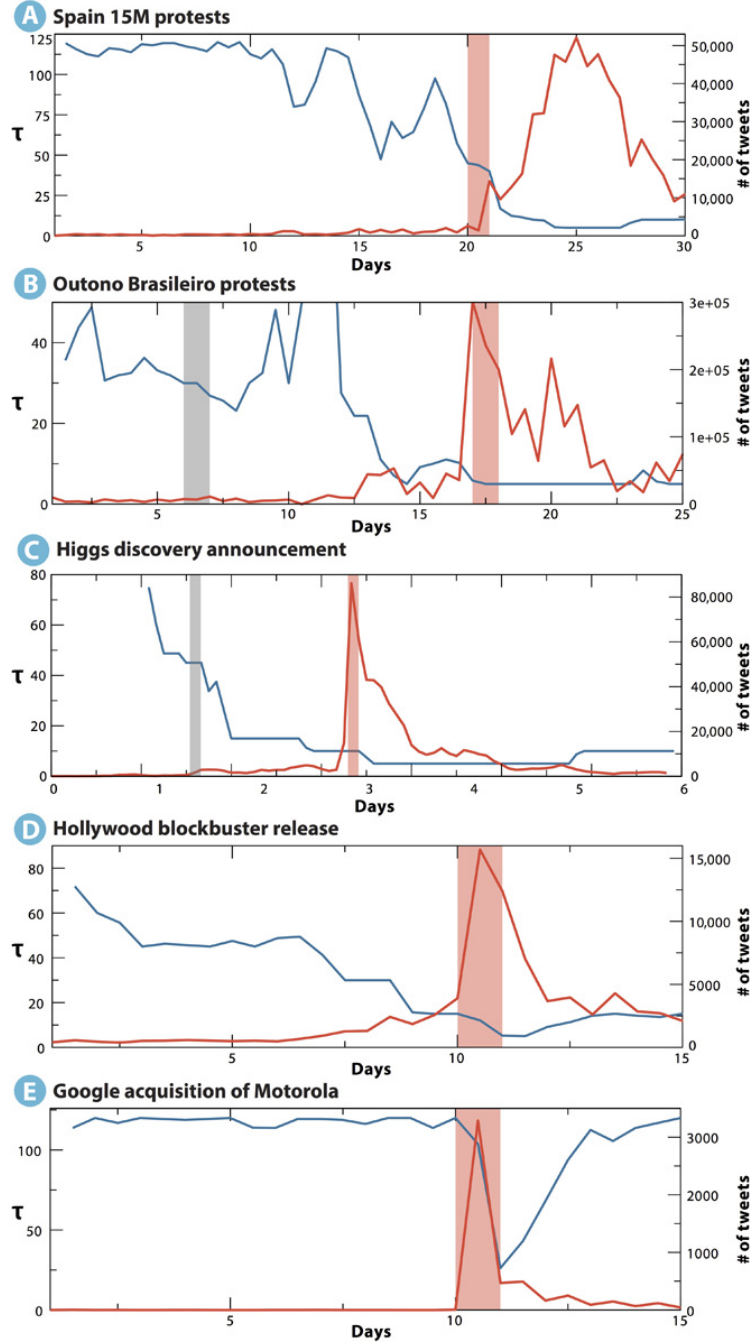 A Spain 15M protests
125
100
75
50
25
0
τ
50,000
40,000
30,000
20,000
10,000
0
# of tweets
5 10 15 20 25 30
Days
B Outono Brasileiro protests
40
20
0
τ
3e+05
2e+05
1e+05
0
# of tweets
5 10 15 20 25
Days
C Higgs discovery announcement
80
60
40
20
0
τ
80,000
60,000
40,000
20,000
0
# of tweets
0 1 2 3 4 5 6
Days
D Hollywood blockbuster release
80
60
40
20
0
τ
15,000
10,000
5000
0
# of tweets
5 10 15
Days
E Google acquisition of Motorola
100
50
0
τ
3000
2000
1000
0
# of tweets
5 10 15
Days